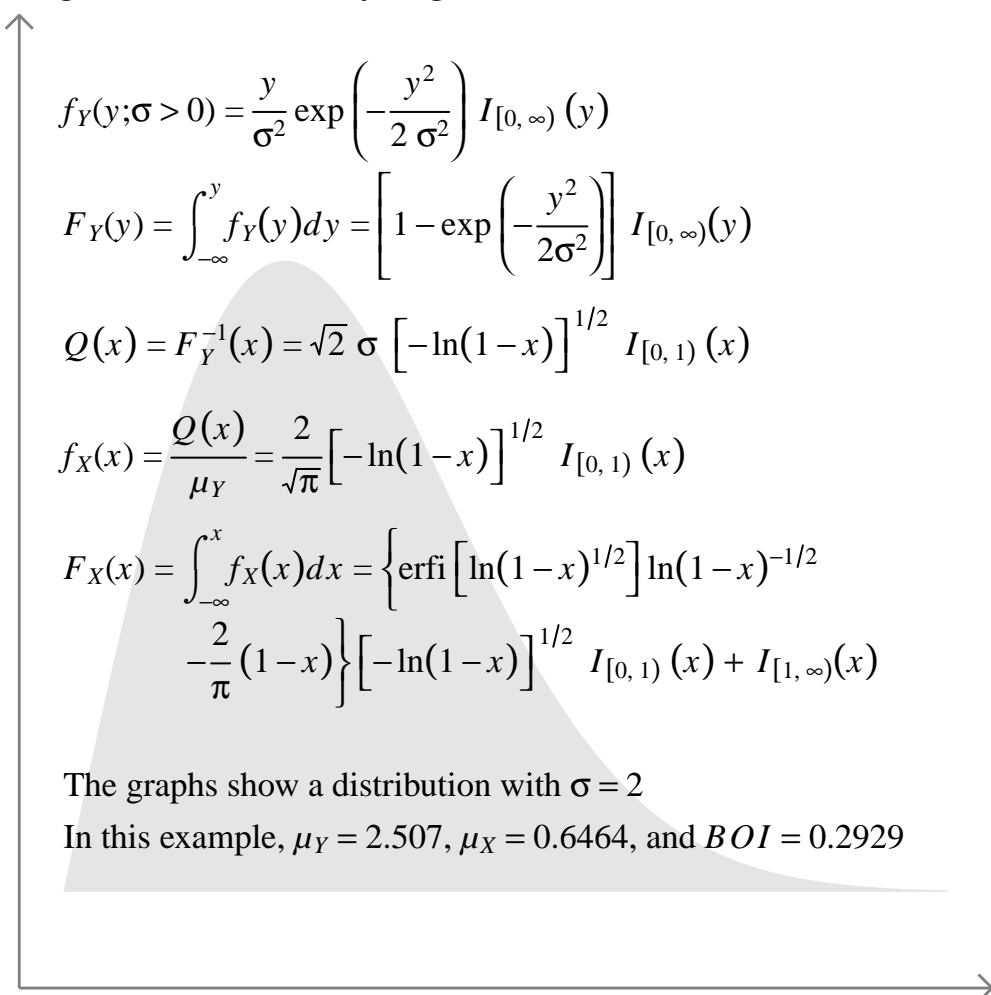 f_Y(y;σ > 0) = y/σ² exp(−y²/(2 σ²)) I_[0, ∞) (y)
F_Y(y) = ∫_{−∞}^{y} f_Y(y)dy = [1 − exp(−y²/(2σ²))] I_[0, ∞)(y)
Q(x) = F_Y^{−1}(x) = √2 σ [−ln(1 − x)]^{1/2} I_[0, 1) (x)
f_X(x) = Q(x)/μ_Y = 2/√π [−ln(1 − x)]^{1/2} I_[0, 1) (x)
F_X(x) = ∫_{−∞}^{x} f_X(x)dx = {erfi [ln(1 − x)^{1/2}] ln(1 − x)^{−1/2}
−2/π (1 − x)} [−ln(1 − x)]^{1/2} I_[0, 1) (x) + I_[1, ∞)(x)
The graphs show a distribution with σ = 2
In this example, μ_Y = 2.507, μ_X = 0.6464, and BOI = 0.2929